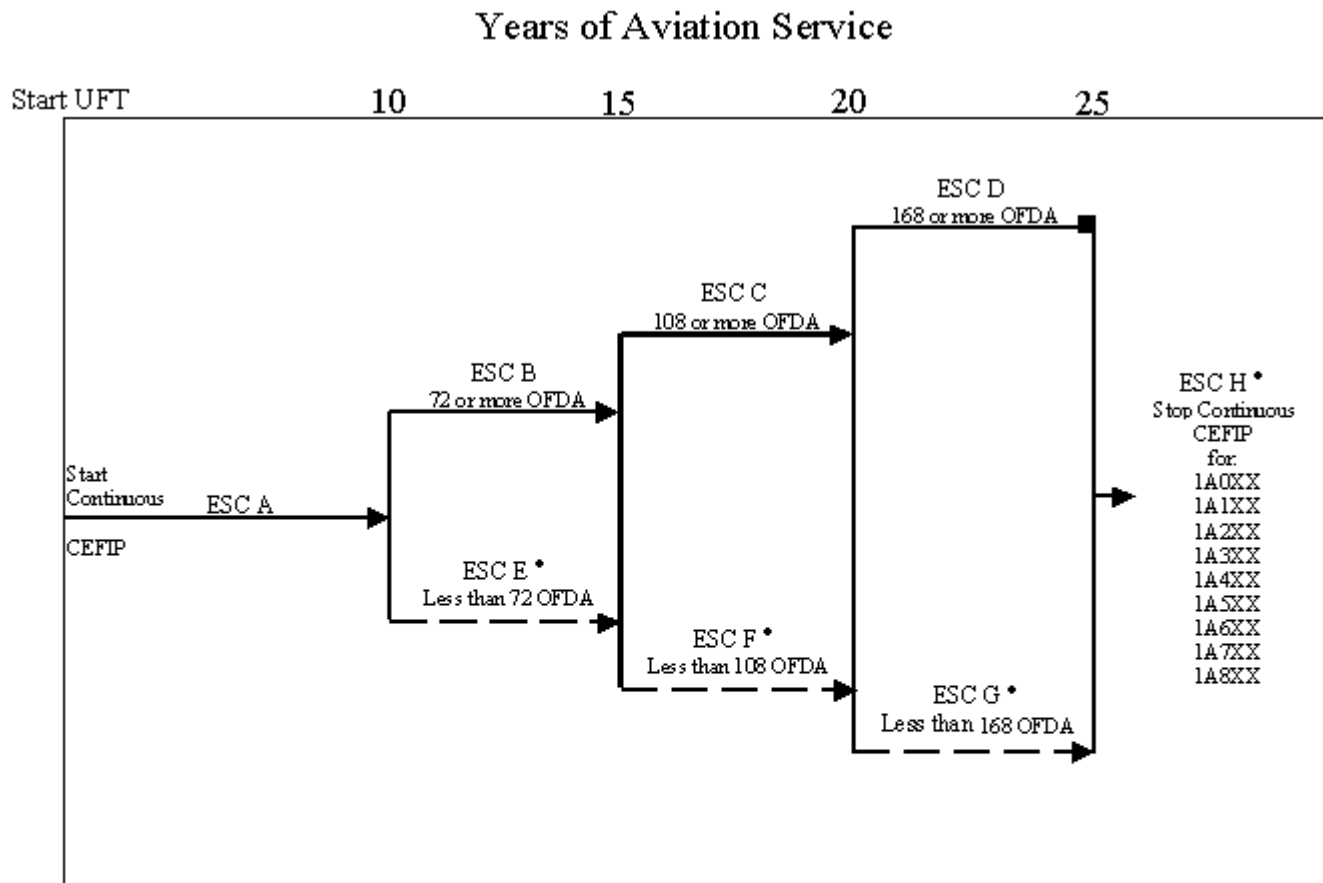 Years of Aviation Service
Start UFT
10
15
20
25
ESC D
168 or more OFDA
ESC C
108 or more OFDA
ESC B
72 or more OFDA
ESC H •
Stop Continuous
CEFIP
for:
1A0XX
1A1XX
1A2XX
1A3XX
1A4XX
1A5XX
1A6XX
1A7XX
1A8XX
Start
Continuous
ESC A
CEFIP
ESC E •
Less than 72 OFDA
ESC F •
Less than 108 OFDA
ESC G •
Less than 168 OFDA